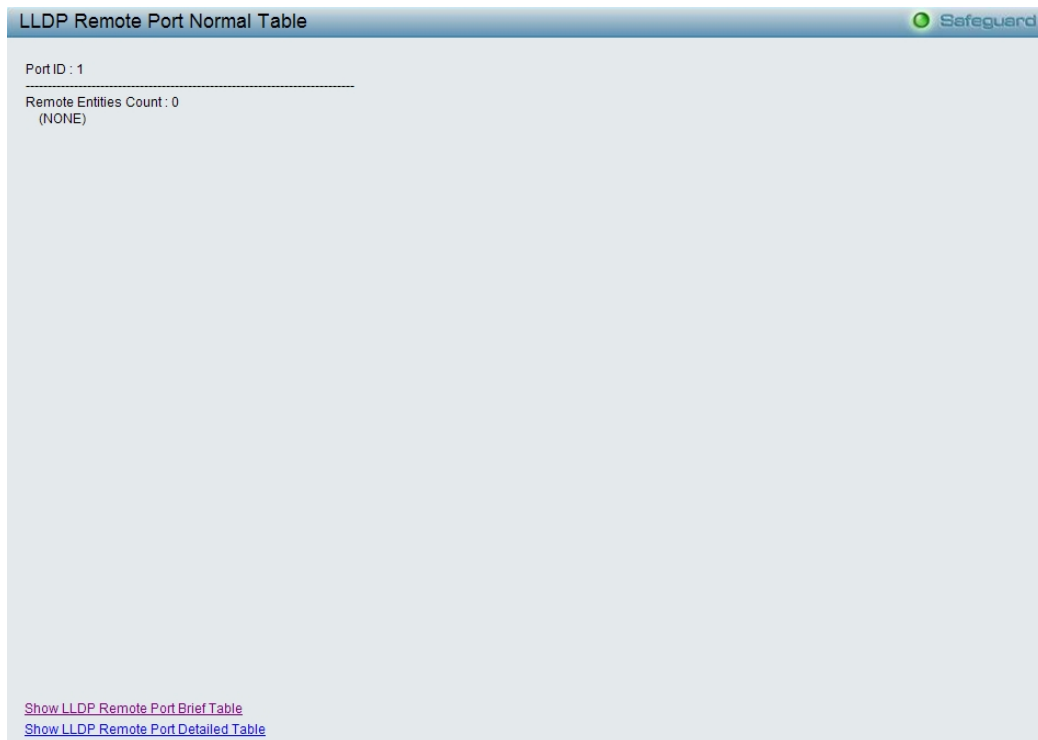 LLDP Remote Port Normal Table
Safeguard
Port ID : 1
--------------------------------------------------------------------------
Remote Entities Count : 0
(NONE)
Show LLDP Remote Port Brief Table
Show LLDP Remote Port Detailed Table